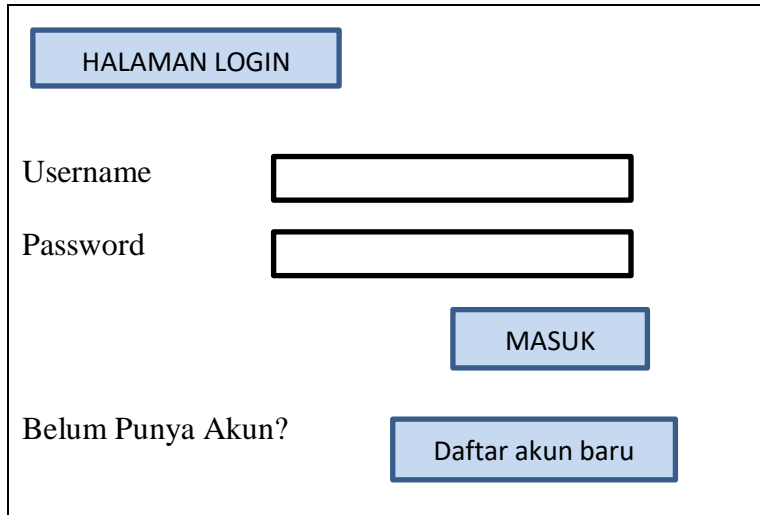 HALAMAN LOGIN
Username
Password
MASUK
Belum Punya Akun?
Daftar akun baru